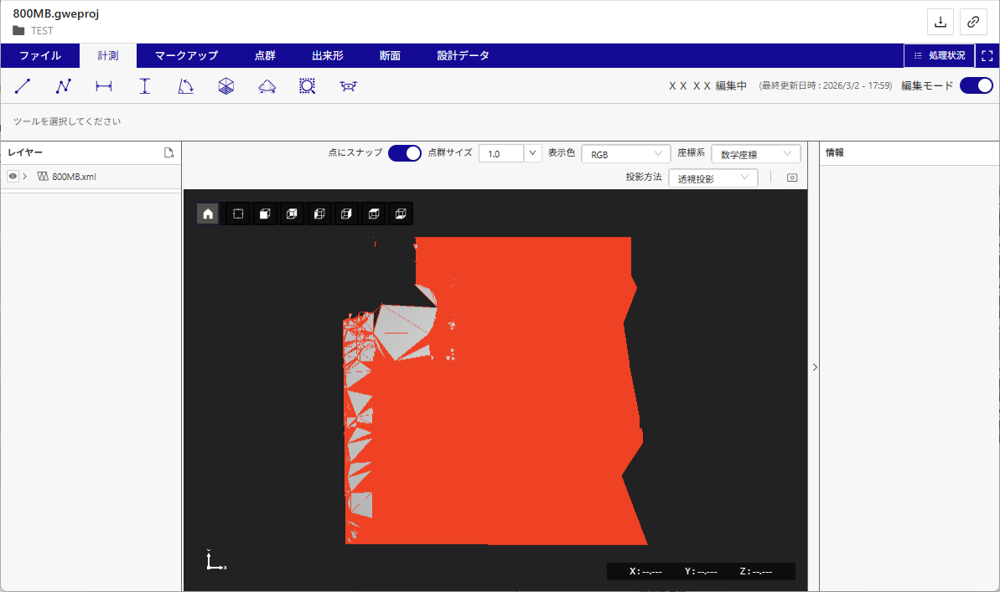 800MB.gweproj
TEST
ファイル 計測 マークアップ 点群 出来形 断面 設計データ 処理状況
X X X X 編集中 (最終更新日時 : 2026/3/2 - 17:59) 編集モード
ツールを選択してください
レイヤー
800MB.xml
点にスナップ 点群サイズ 1.0 表示色 RGB 座標系 数学座標
投影方法 透視投影
情報
X:--.--- Y:--.--- Z:--.---